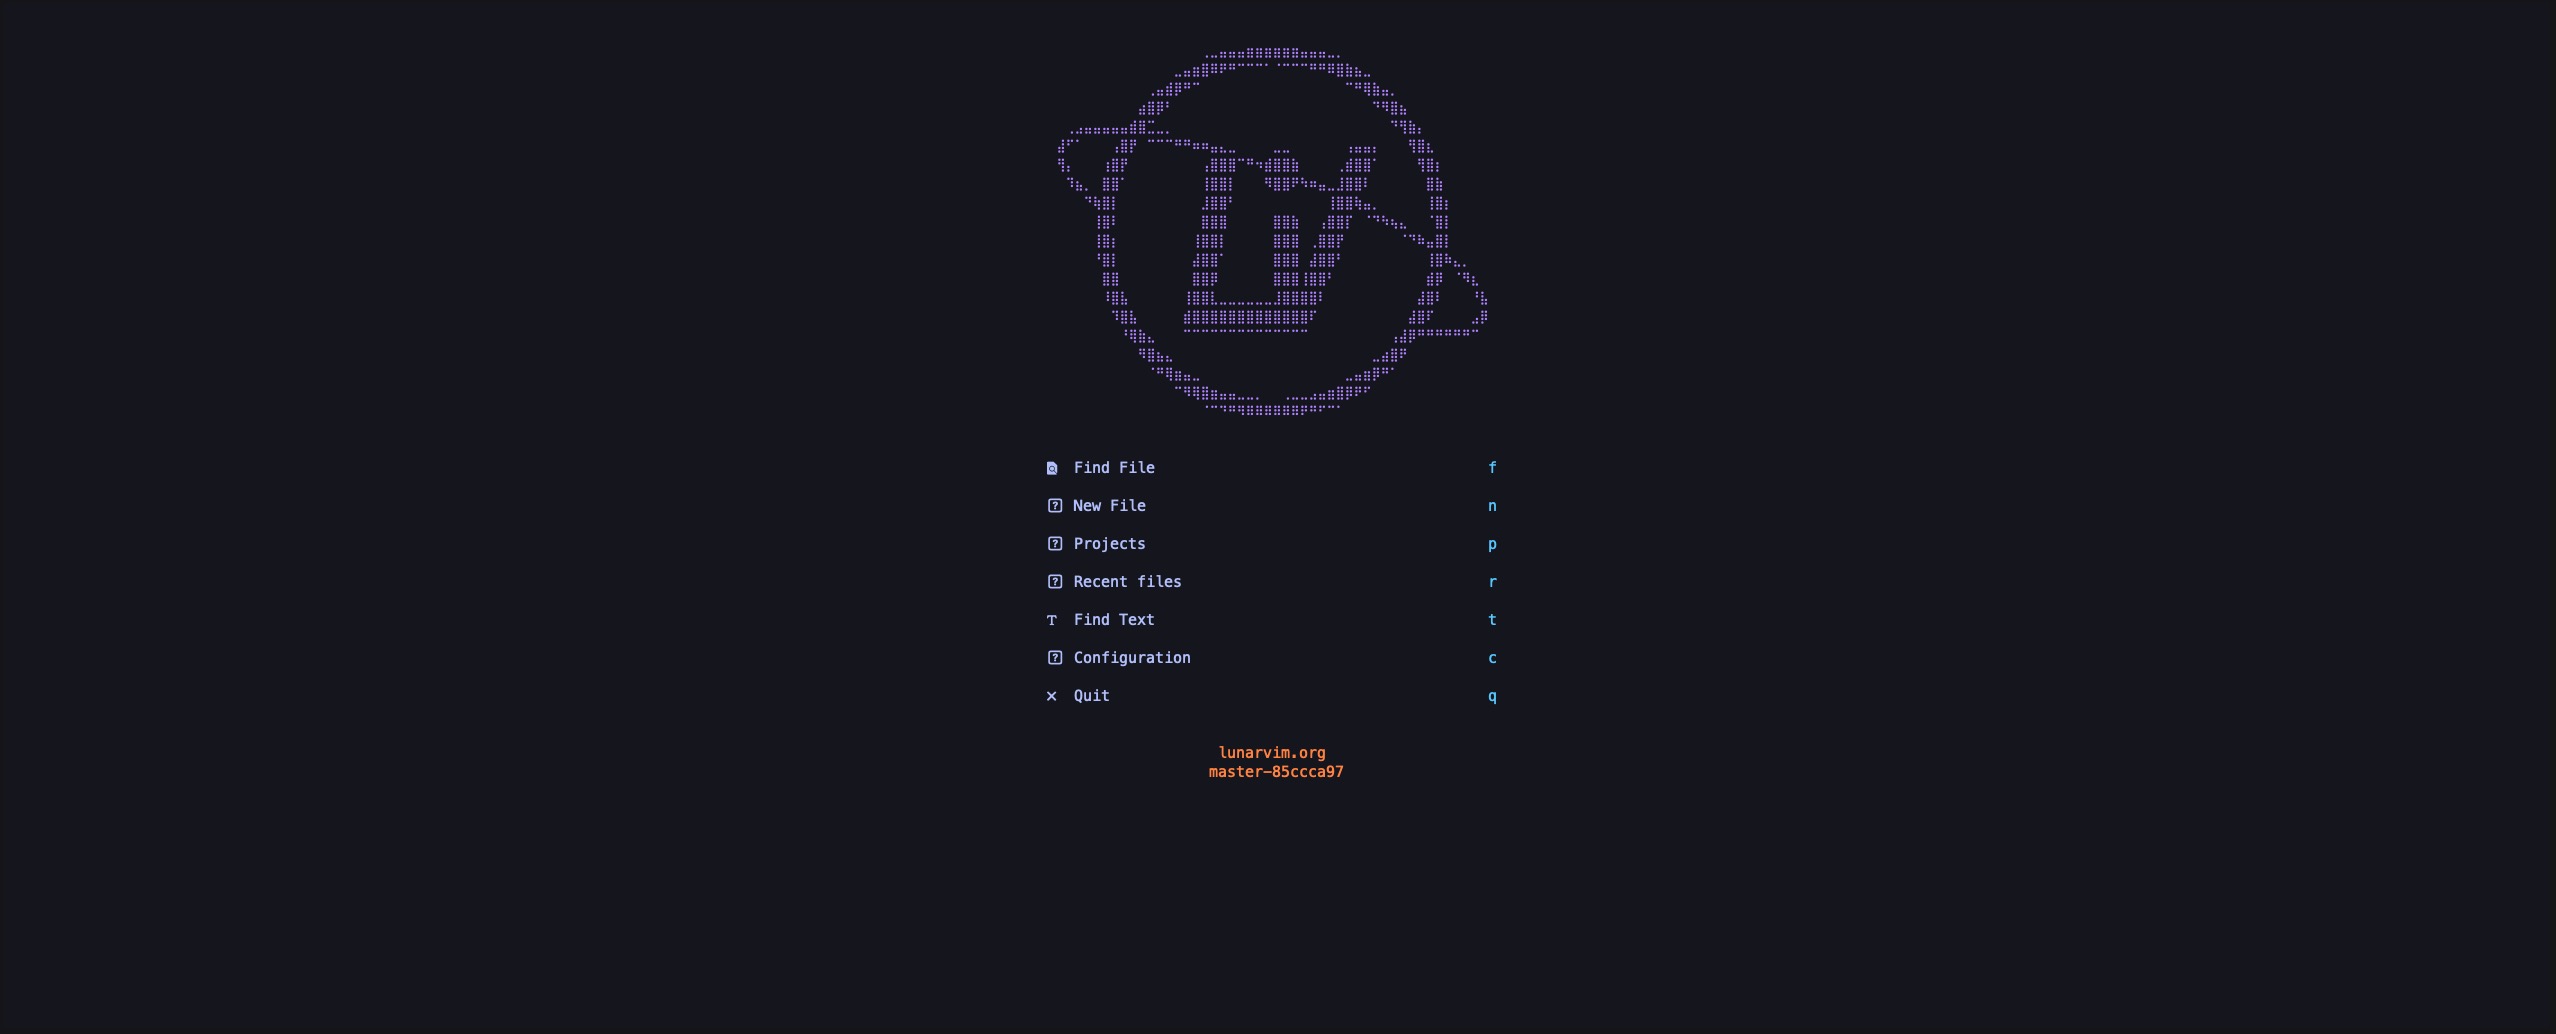 Find File f
New File n
Projects p
Recent files r
Find Text t
Configuration c
Quit q
lunarvim.org
master-85ccca97